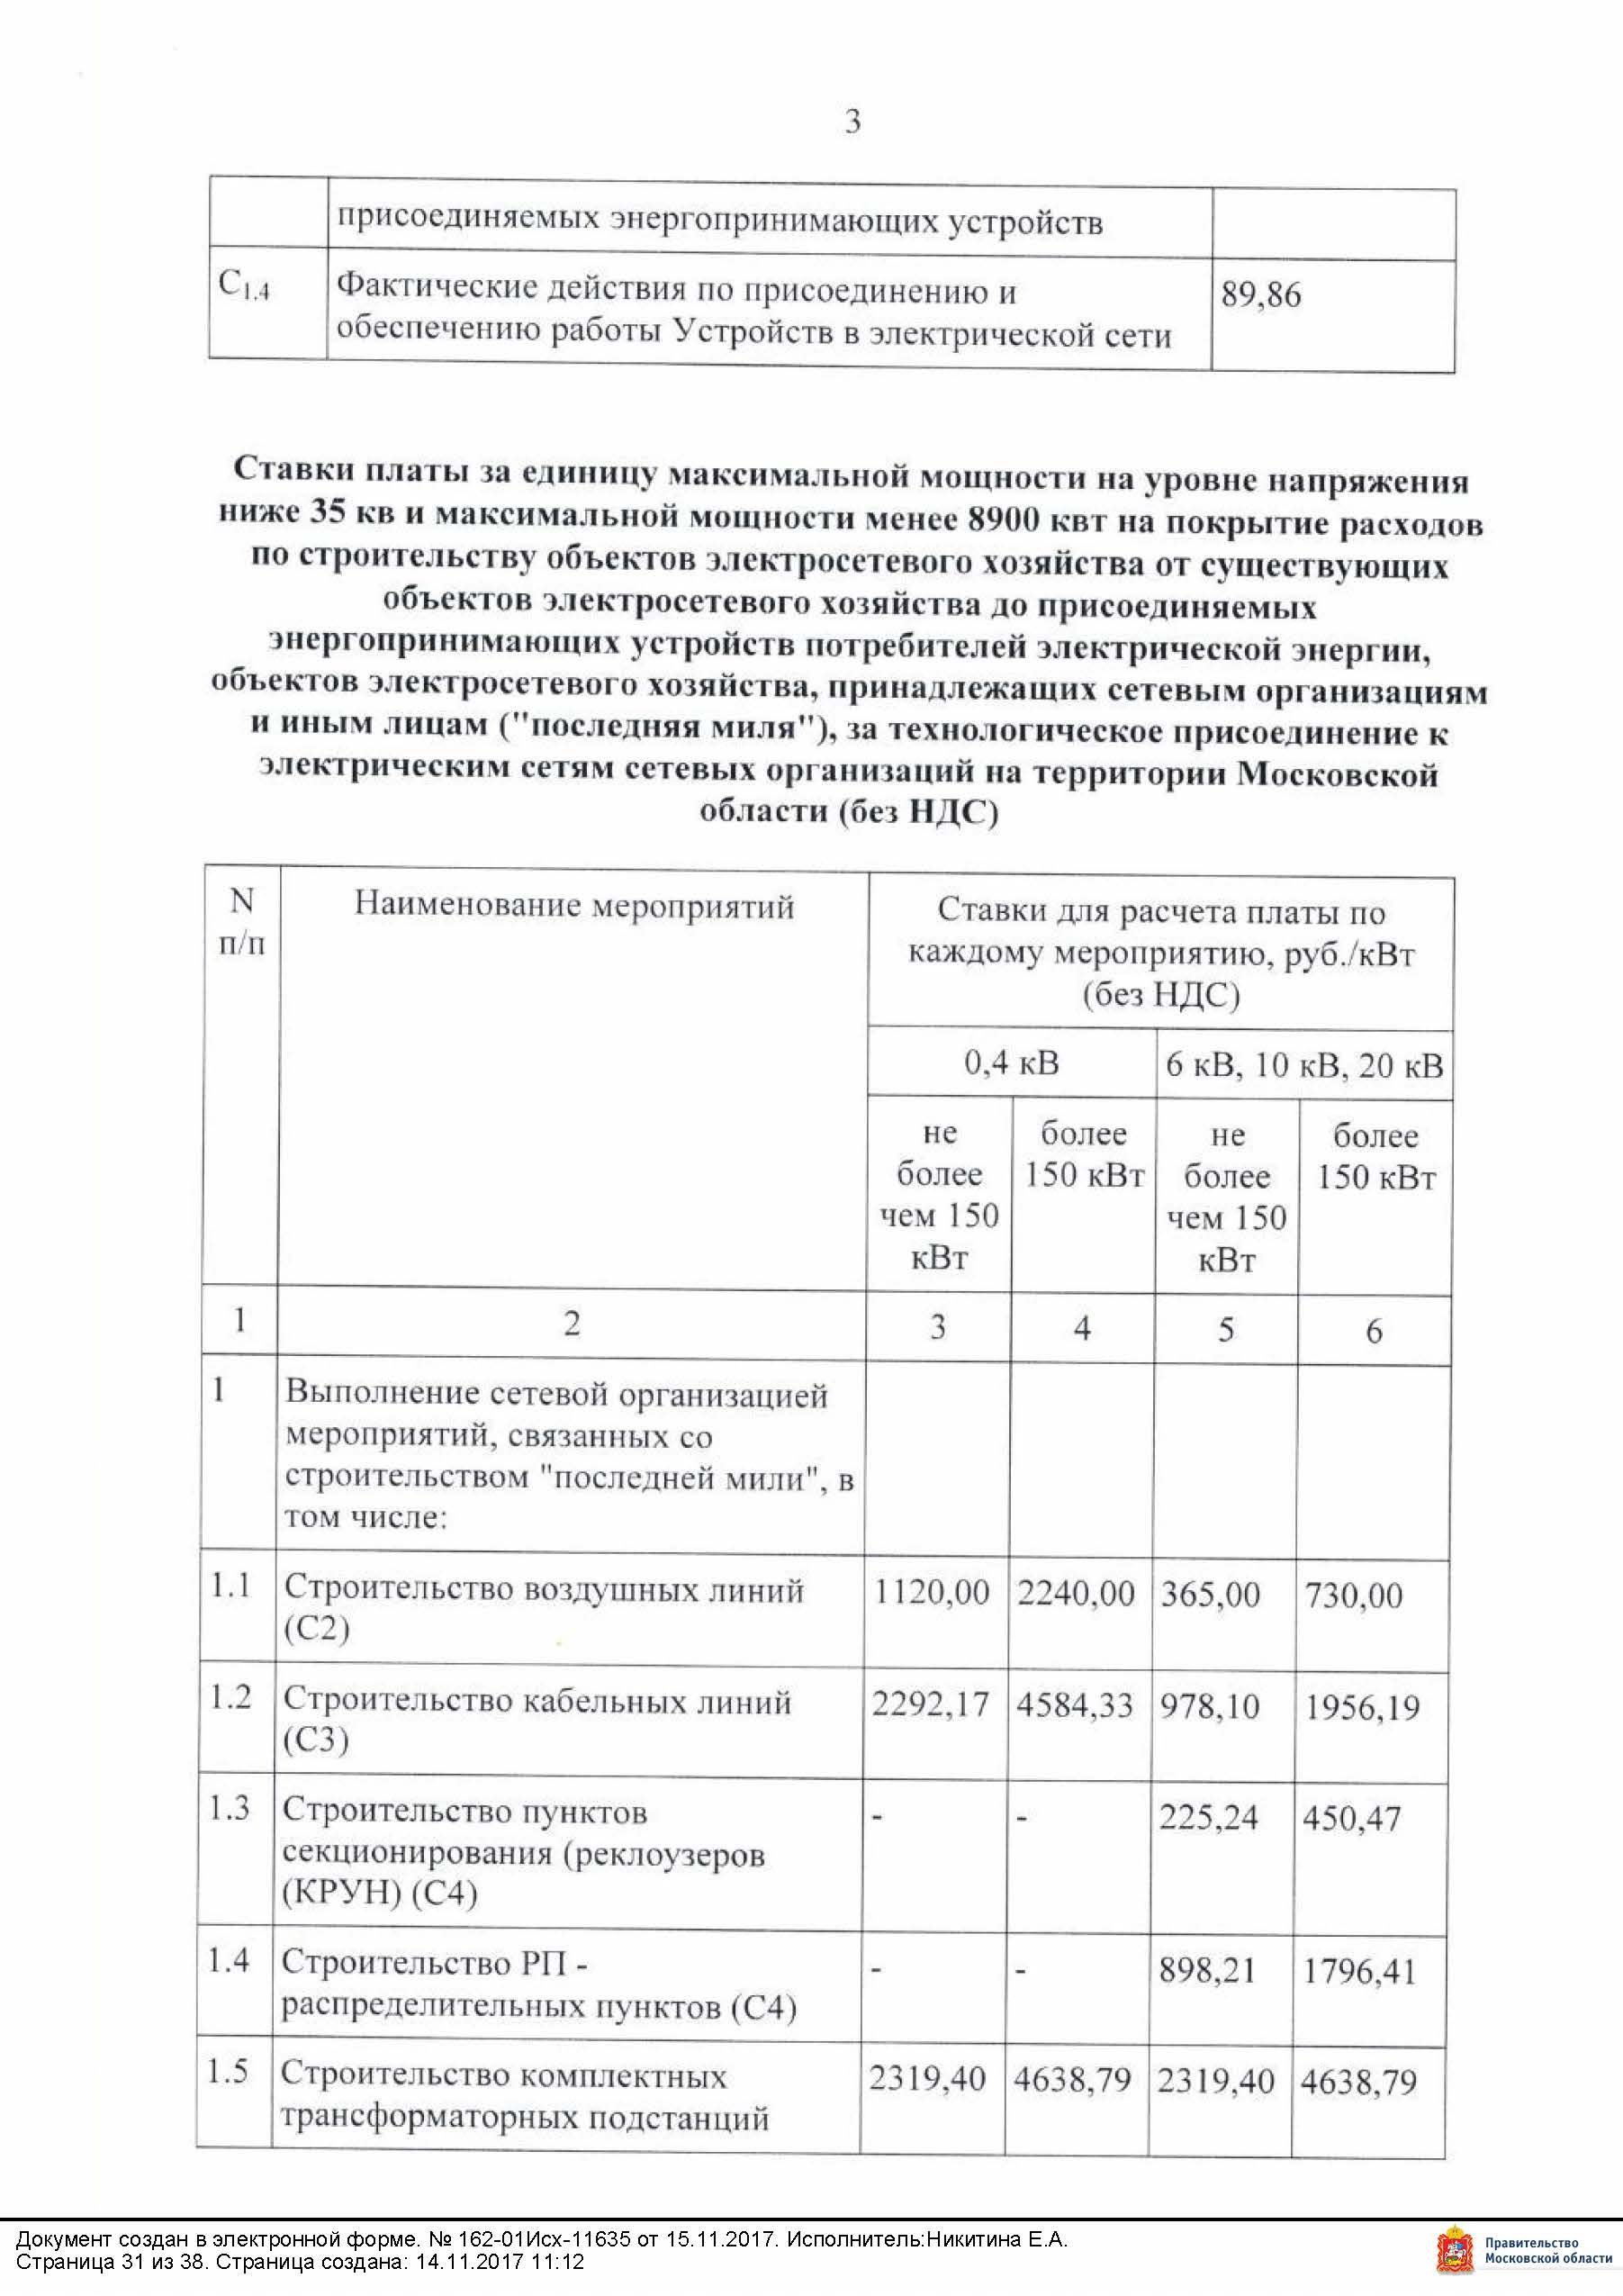 3
присоединяемых энергопринимающих устройств
С1.4 Фактические действия по присоединению и 89,86
обеспечению работы Устройств в электрической сети
Ставки платы за единицу максимальной мощности на уровне напряжения
ниже 35 кв и максимальной мощности менее 8900 квт на покрытие расходов
по строительству объектов электросетевого хозяйства от существующих
объектов электросетевого хозяйства до присоединяемых
энергопринимающих устройств потребителей электрической энергии,
объектов электросетевого хозяйства, принадлежащих сетевым организациям
и иным лицам ("последняя миля"), за технологическое присоединение к
электрическим сетям сетевых организаций на территории Московской
области (без НДС)
N
п/п
Наименование мероприятий
Ставки для расчета платы по
каждому мероприятию, руб./кВт
(без НДС)
0,4 кВ 6 кВ, 10 кВ, 20 кВ
не
более
чем 150
кВт
более
150 кВт
не
более
чем 150
кВт
более
150 кВт
1 2 3 4 5 6
1 Выполнение сетевой организацией
мероприятий, связанных со
строительством "последней мили", в
том числе:
1.1 Строительство воздушных линий 1120,00 2240,00 365,00 730,00
(С2)
1.2 Строительство кабельных линий 2292,17 4584,33 978,10 1956,19
(С3)
1.3 Строительство пунктов - - 225,24 450,47
секционирования (реклоузеров
(КРУН) (С4)
1.4 Строительство РП - - - 898,21 1796,41
распределительных пунктов (С4)
1.5 Строительство комплектных 2319,40 4638,79 2319,40 4638,79
трансформаторных подстанций
Документ создан в электронной форме. № 162-01Исх-11635 от 15.11.2017. Исполнитель:Никитина Е.А.
Страница 31 из 38. Страница создана: 14.11.2017 11:12
Правительство
Московской области